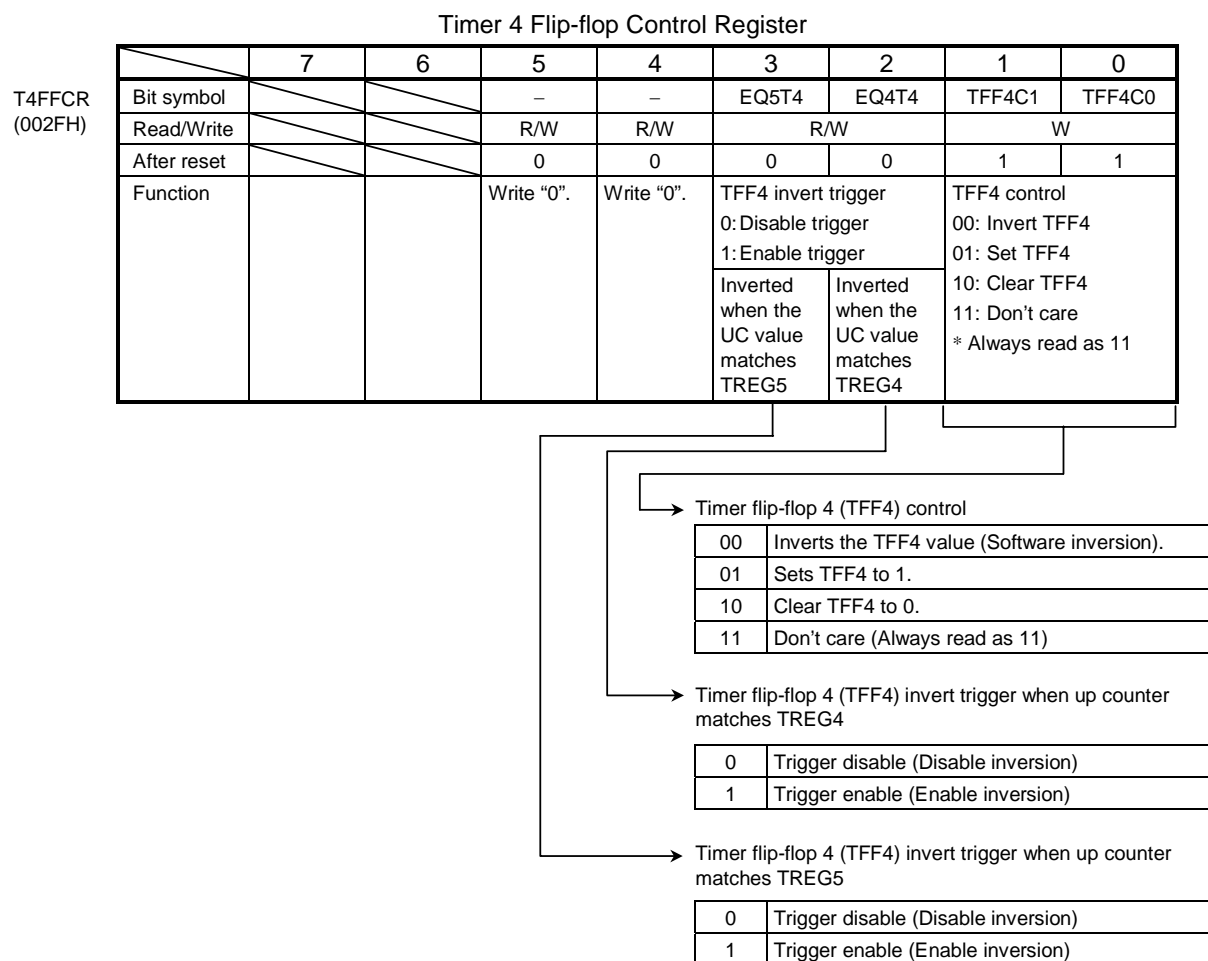 Timer 4 Flip-flop Control Register
7 6 5 4 3 2 1 0
T4FFCR
(002FH)
Bit symbol – – EQ5T4 EQ4T4 TFF4C1 TFF4C0
Read/Write R/W R/W R/W W
After reset 0 0 0 0 1 1
Function Write “0”. Write “0”. TFF4 invert trigger TFF4 control
0: Disable trigger 00: Invert TFF4
1: Enable trigger 01: Set TFF4
Inverted Inverted 10: Clear TFF4
when the when the 11: Don’t care
UC value UC value * Always read as 11
matches matches
TREG5 TREG4
Timer flip-flop 4 (TFF4) control
00 Inverts the TFF4 value (Software inversion).
01 Sets TFF4 to 1.
10 Clear TFF4 to 0.
11 Don’t care (Always read as 11)
Timer flip-flop 4 (TFF4) invert trigger when up counter
matches TREG4
0 Trigger disable (Disable inversion)
1 Trigger enable (Enable inversion)
Timer flip-flop 4 (TFF4) invert trigger when up counter
matches TREG5
0 Trigger disable (Disable inversion)
1 Trigger enable (Enable inversion)